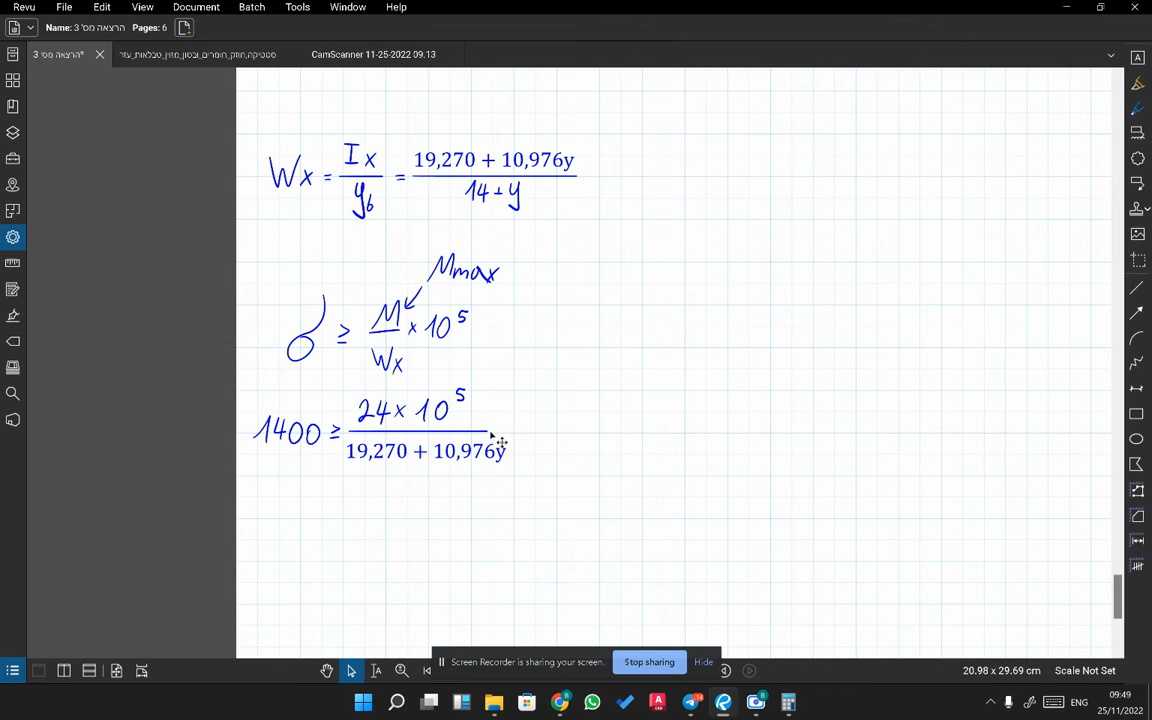 Revu File Edit View Document Batch Tools Window Help
Name: הרצאה מס' 3 Pages: 6
הרצאה מס' 3* סטטיקה,חוזק_חומרים_ובטון_מזוין_טבלאות_עזר CamScanner 11-25-2022 09.13
Wx = Ix / y6 = 19,270 + 10,976y / 14 + y
Mmax
σ ≥ M / Wx × 10^5
1400 ≥ 24 × 10^5 / 19,270 + 10,976y
Screen Recorder is sharing your screen. Stop sharing Hide
20.98 x 29.69 cm Scale Not Set
ENG 09:49
25/11/2022